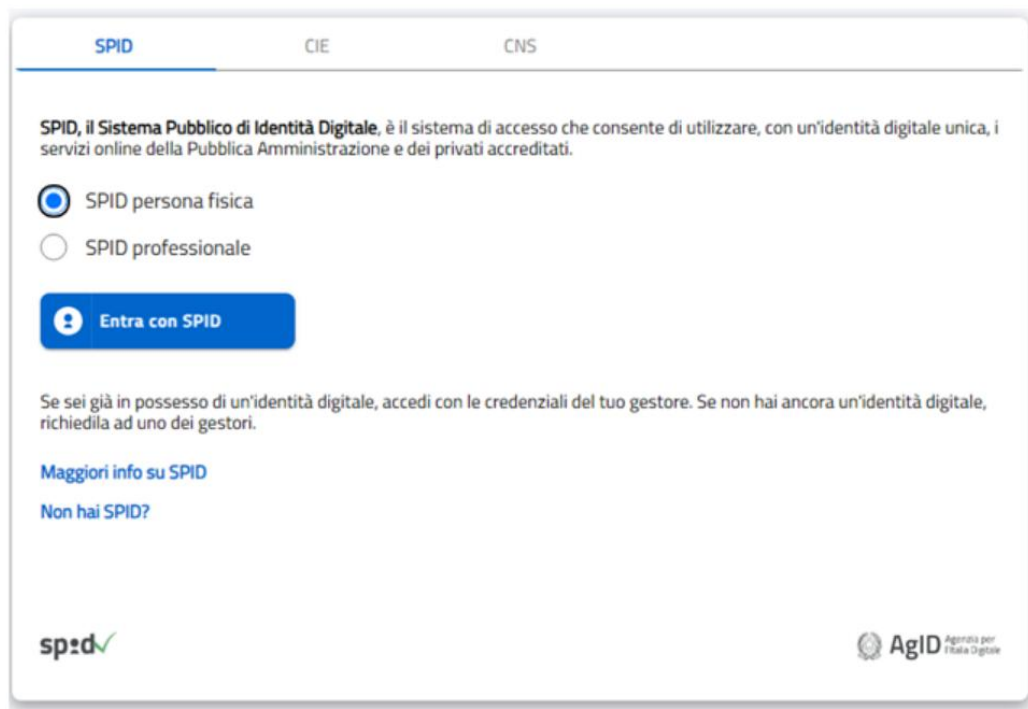 SPID CIE CNS
SPID, il Sistema Pubblico di Identità Digitale, è il sistema di accesso che consente di utilizzare, con un'identità digitale unica, i
servizi online della Pubblica Amministrazione e dei privati accreditati.
SPID persona fisica
SPID professionale
Entra con SPID
Se sei già in possesso di un'identità digitale, accedi con le credenziali del tuo gestore. Se non hai ancora un'identità digitale,
richiedila ad uno dei gestori.
Maggiori info su SPID
Non hai SPID?
spid
AgID Agenzia per
l'Italia Digitale